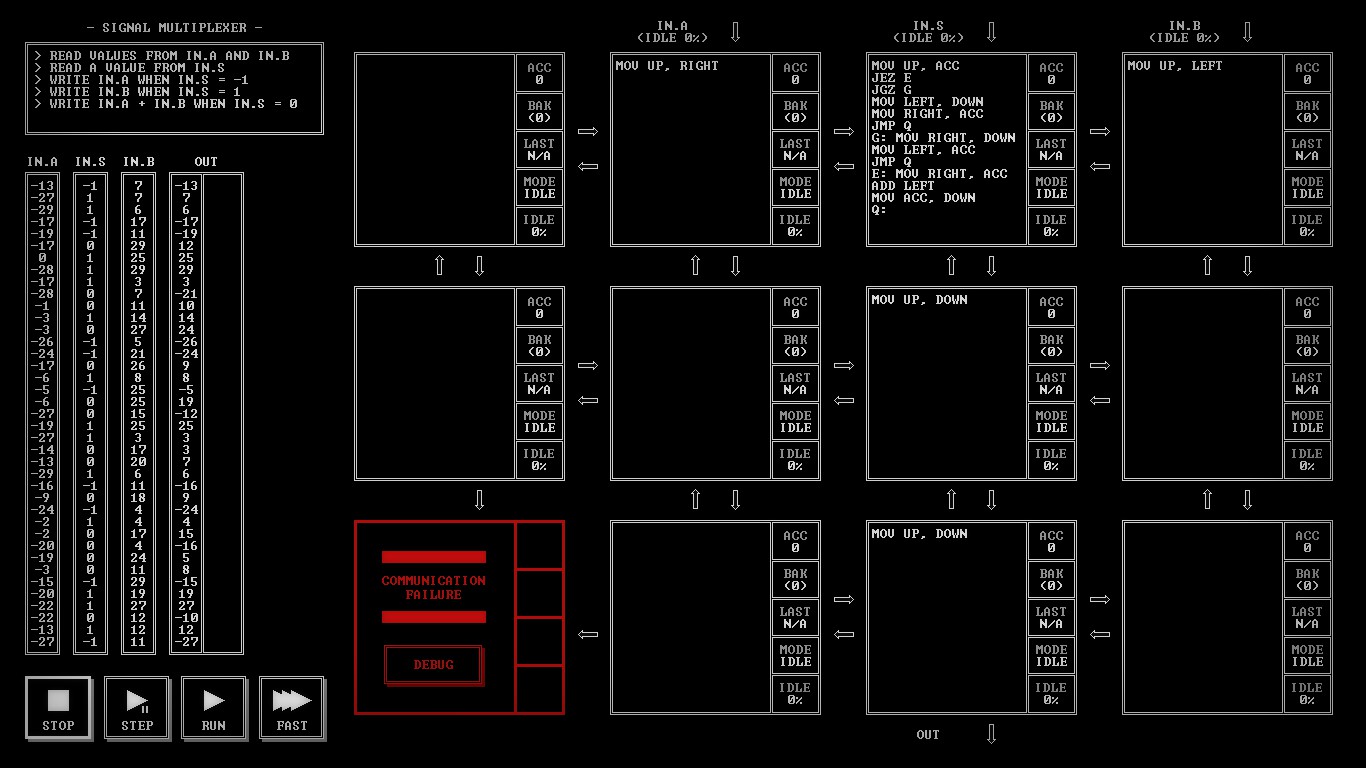 - SIGNAL MULTIPLEXER -
> READ VALUES FROM IN.A AND IN.B
> READ A VALUE FROM IN.S
> WRITE IN.A WHEN IN.S = -1
> WRITE IN.B WHEN IN.S = 1
> WRITE IN.A + IN.B WHEN IN.S = 0
IN.A IN.S IN.B OUT
-13 -1 7 -13
-27 1 7 7
-29 1 6 6
-17 -1 17 -17
-19 -1 11 -19
-17 0 29 12
0 1 25 25
-28 1 29 29
-17 1 3 3
-28 0 7 -21
-1 0 11 10
-3 1 14 14
-3 0 27 24
-26 -1 5 -26
-24 -1 21 -24
-17 0 26 9
-6 1 8 8
-5 -1 25 -5
-6 0 25 19
-27 0 15 -12
-19 1 25 25
-27 1 3 3
-14 0 17 3
-13 0 20 7
-29 1 6 6
-16 -1 11 -16
-9 0 18 9
-24 -1 4 -24
-2 1 4 4
-2 0 17 15
-20 0 4 -16
-19 0 24 5
-3 0 11 8
-15 -1 29 -15
-20 1 19 19
-22 1 27 27
-22 0 12 -10
-13 1 12 12
-27 -1 11 -27
STOP
STEP
RUN
FAST
IN.A
(IDLE 0%)
IN.S
(IDLE 0%)
IN.B
(IDLE 0%)
ACC
0
BAK
(0)
LAST
N/A
MODE
IDLE
IDLE
0%
MOV UP, RIGHT
ACC
0
BAK
(0)
LAST
N/A
MODE
IDLE
IDLE
0%
MOV UP, ACC
JEZ E
JGZ G
MOV LEFT, DOWN
MOV RIGHT, ACC
JMP Q
G: MOV RIGHT, DOWN
MOV LEFT, ACC
JMP Q
E: MOV RIGHT, ACC
ADD LEFT
MOV ACC, DOWN
Q:
ACC
0
BAK
(0)
LAST
N/A
MODE
IDLE
IDLE
0%
MOV UP, LEFT
ACC
0
BAK
(0)
LAST
N/A
MODE
IDLE
IDLE
0%
ACC
0
BAK
(0)
LAST
N/A
MODE
IDLE
IDLE
0%
ACC
0
BAK
(0)
LAST
N/A
MODE
IDLE
IDLE
0%
MOV UP, DOWN
ACC
0
BAK
(0)
LAST
N/A
MODE
IDLE
IDLE
0%
ACC
0
BAK
(0)
LAST
N/A
MODE
IDLE
IDLE
0%
COMMUNICATION
FAILURE
DEBUG
ACC
0
BAK
(0)
LAST
N/A
MODE
IDLE
IDLE
0%
MOV UP, DOWN
ACC
0
BAK
(0)
LAST
N/A
MODE
IDLE
IDLE
0%
ACC
0
BAK
(0)
LAST
N/A
MODE
IDLE
IDLE
0%
OUT